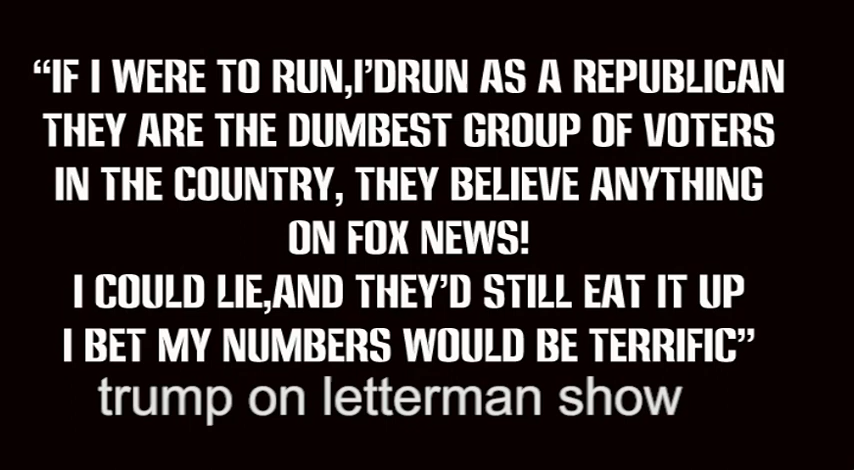 “IF I WERE TO RUN,I’DRUN AS A REPUBLICAN
THEY ARE THE DUMBEST GROUP OF VOTERS
IN THE COUNTRY, THEY BELIEVE ANYTHING
ON FOX NEWS!
I COULD LIE,AND THEY’D STILL EAT IT UP
I BET MY NUMBERS WOULD BE TERRIFIC”
trump on letterman show